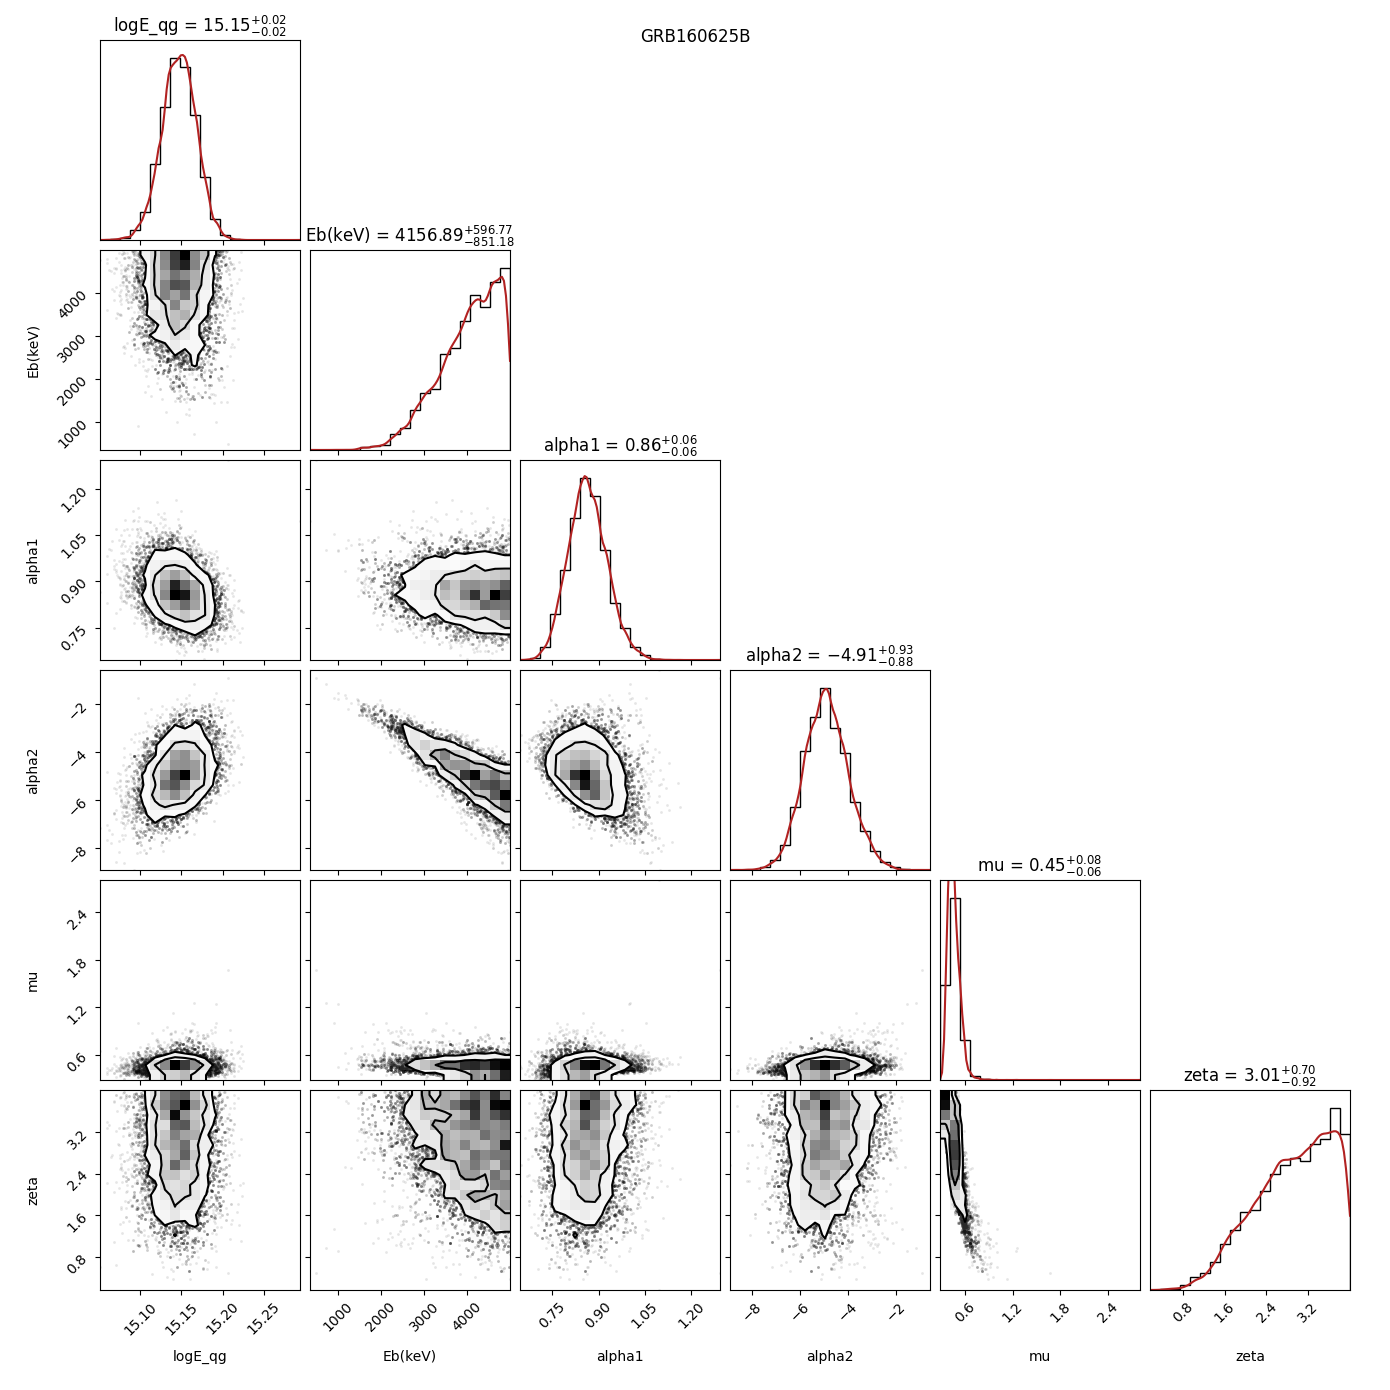 logE_qg = 15.15+0.02−0.02
GRB160625B
Eb(keV) = 4156.89+596.77−851.18
4000
3000
2000
1000
Eb(keV)
alpha1 = 0.86+0.06−0.06
1.20
1.05
0.90
0.75
alpha1
alpha2 = −4.91+0.93−0.88
−2
−4
−6
−8
alpha2
mu = 0.45+0.08−0.06
2.4
1.8
1.2
0.6
mu
zeta = 3.01+0.70−0.92
3.2
2.4
1.6
0.8
zeta
15.10 15.15 15.20 15.25 1000 2000 3000 4000 0.75 0.90 1.05 1.20 −8 −6 −4 −2 0.6 1.2 1.8 2.4 0.8 1.6 2.4 3.2
logE_qg Eb(keV) alpha1 alpha2 mu zeta